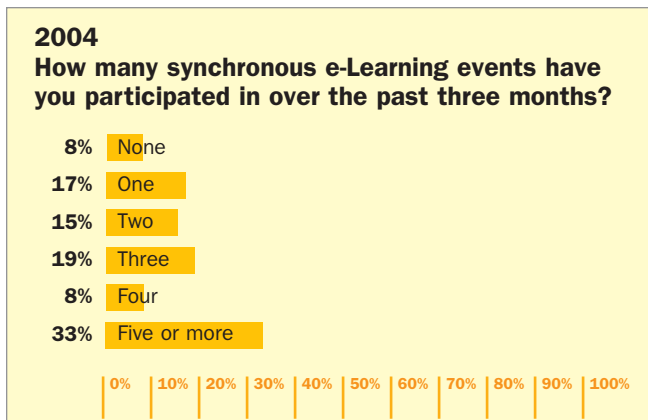 2004
How many synchronous e-Learning events have
you participated in over the past three months?
8% None
17% One
15% Two
19% Three
8% Four
33% Five or more
0% 10% 20% 30% 40% 50% 60% 70% 80% 90% 100%